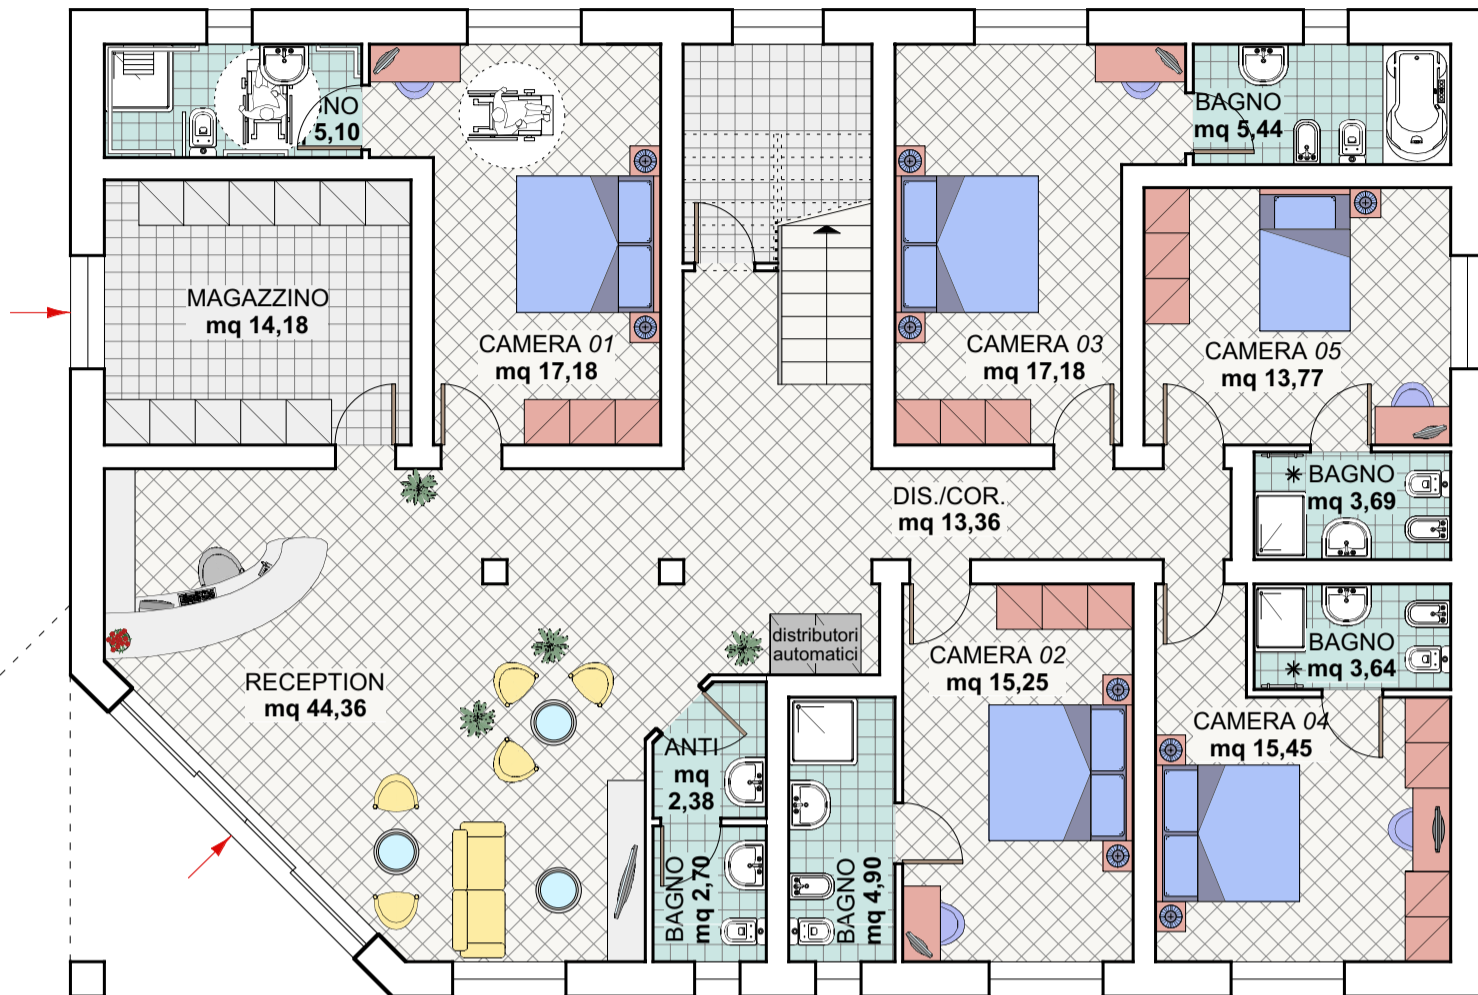 GNO
5,10
BAGNO
mq 5,44
MAGAZZINO
mq 14,18
CAMERA 01
mq 17,18
CAMERA 03
mq 17,18
CAMERA 05
mq 13,77
BAGNO
mq 3,69
DIS./COR.
mq 13,36
distributori
automatici
BAGNO
mq 3,64
CAMERA 02
mq 15,25
RECEPTION
mq 44,36
CAMERA 04
mq 15,45
ANTI
mq
2,38
BAGNO
mq 2,70
BAGNO
mq 4,90